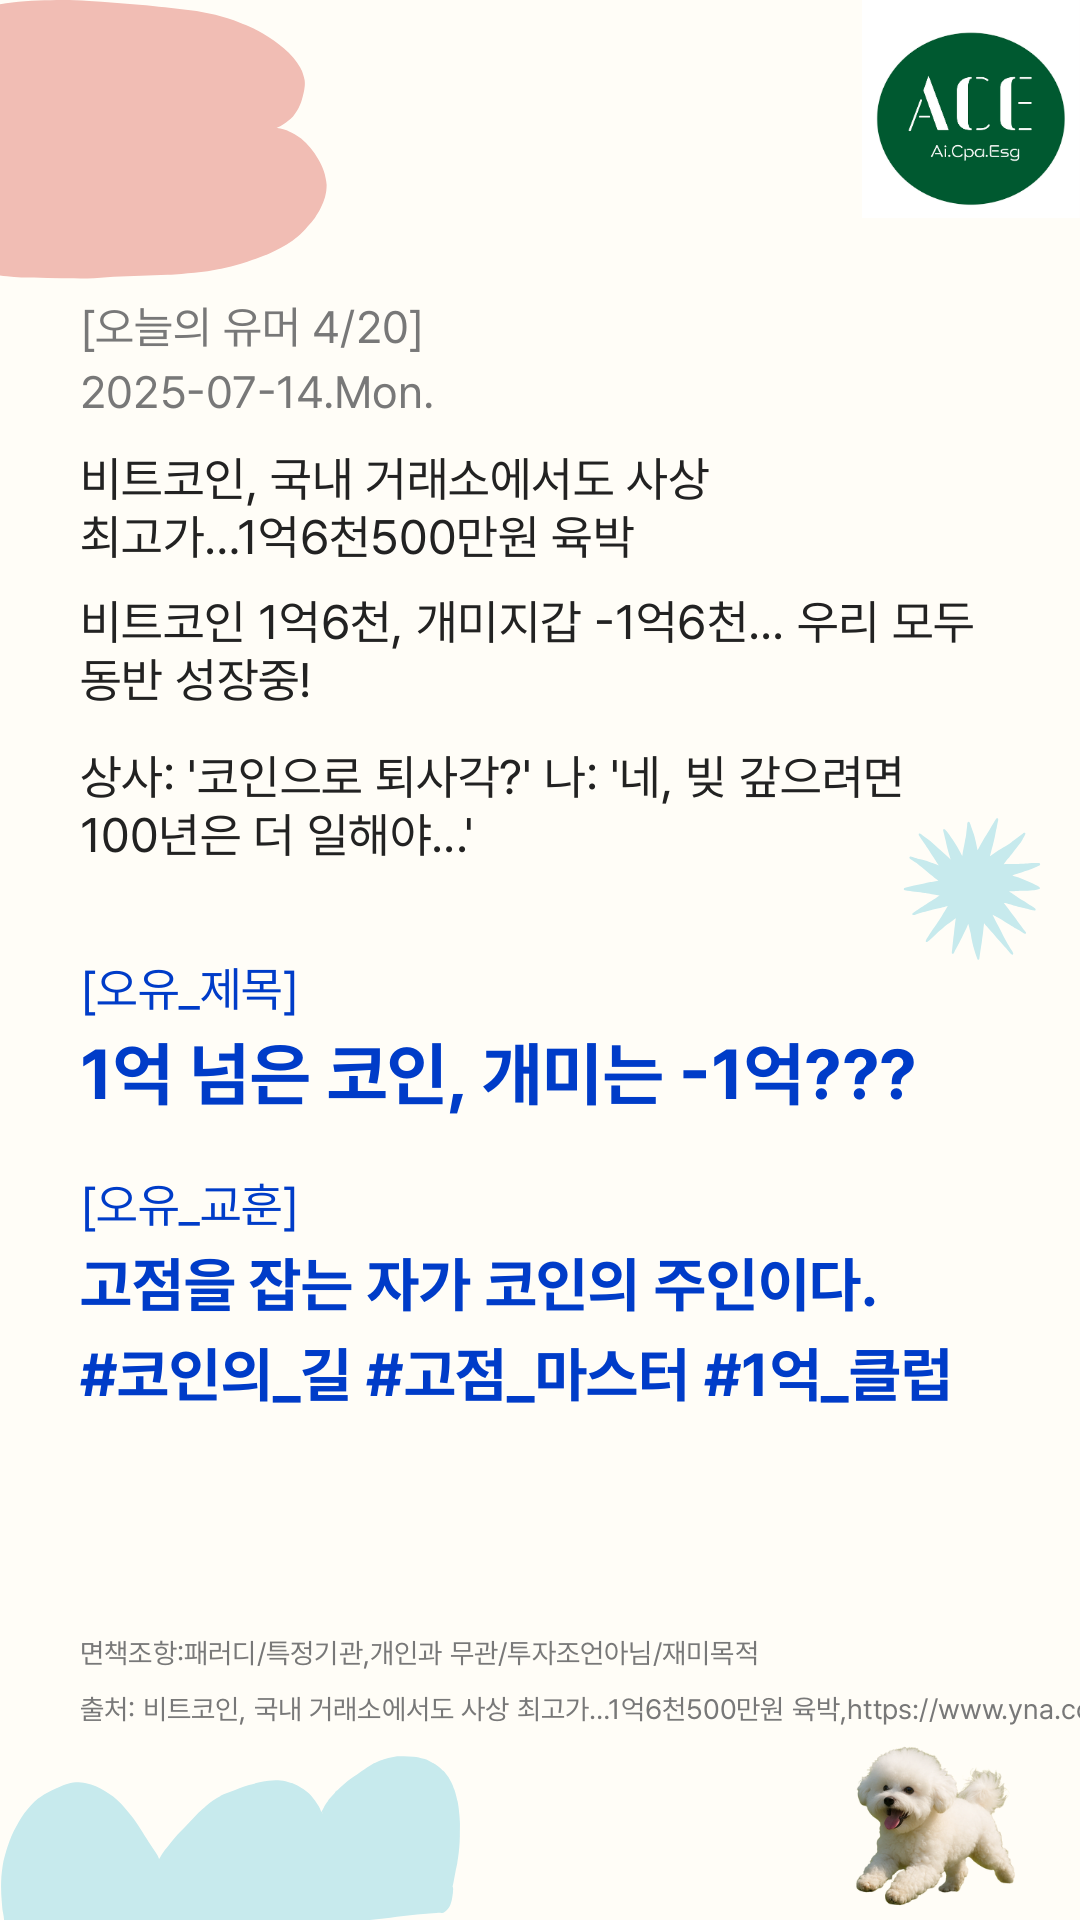 ACE
Ai.Cpa.Esg
[오늘의 유머 4/20]
2025-07-14.Mon.
비트코인, 국내 거래소에서도 사상
최고가...1억6천500만원 육박
비트코인 1억6천, 개미지갑 -1억6천... 우리 모두
동반 성장중!
상사: '코인으로 퇴사각?' 나: '네, 빚 갚으려면
100년은 더 일해야...'
[오유_제목]
1억 넘은 코인, 개미는 -1억???
[오유_교훈]
고점을 잡는 자가 코인의 주인이다.
#코인의_길 #고점_마스터 #1억_클럽
면책조항:패러디/특정기관,개인과 무관/투자조언아님/재미목적
출처: 비트코인, 국내 거래소에서도 사상 최고가...1억6천500만원 육박,https://www.yna.c